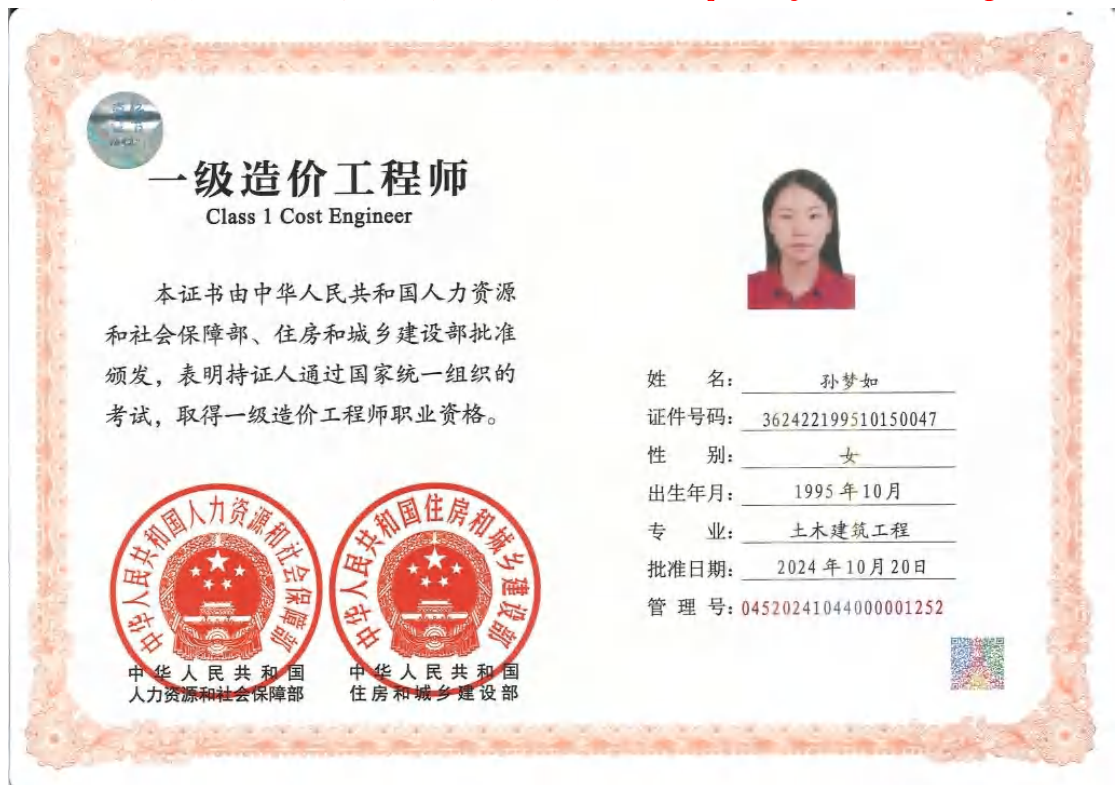 一级造价工程师
Class 1 Cost Engineer
本证书由中华人民共和国人力资源
和社会保障部、住房和城乡建设部批准
颁发，表明持证人通过国家统一组织的
考试，取得一级造价工程师职业资格。
中华人民共和国人力资源和社会保障部
中华人民共和国住房和城乡建设部
中华人民共和国
人力资源和社会保障部
中华人民共和国
住房和城乡建设部
姓 名：孙梦如
证件号码：362422199510150047
性 别：女
出生年月：1995年10月
专 业：土木建筑工程
批准日期：2024年10月20日
管 理 号：04520241044000001252